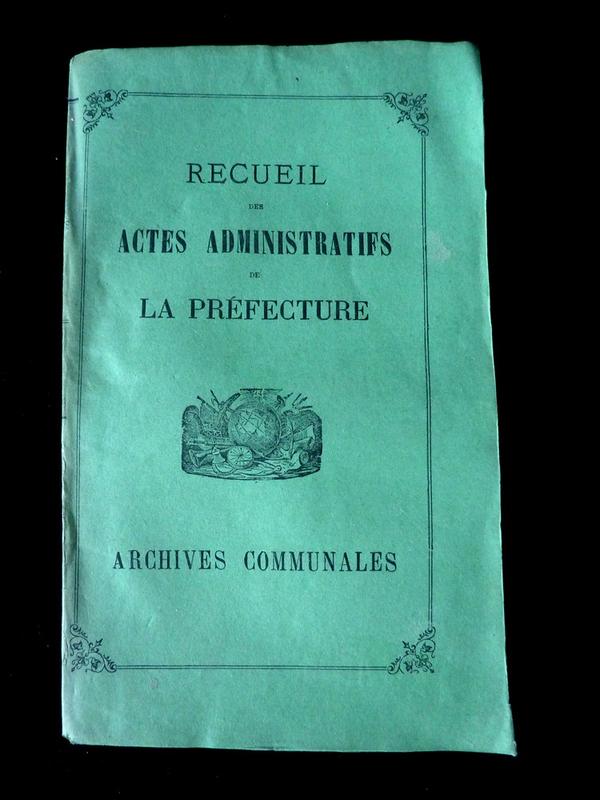 RECUEIL
DES
ACTES ADMINISTRATIFS
DE
LA PRÉFECTURE
ARCHIVES COMMUNALES